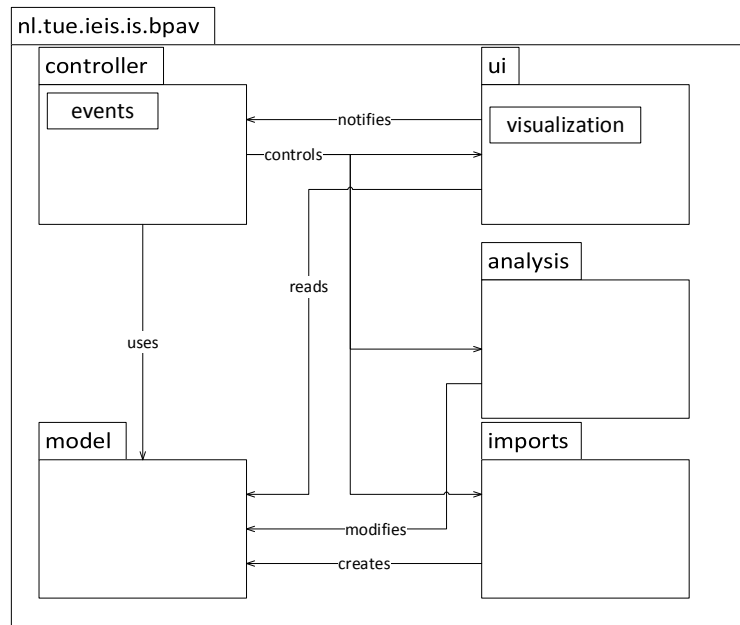 nl.tue.ieis.is.bpav
controller
ui
events
notifies
visualization
controls
analysis
reads
uses
model
imports
modifies
creates